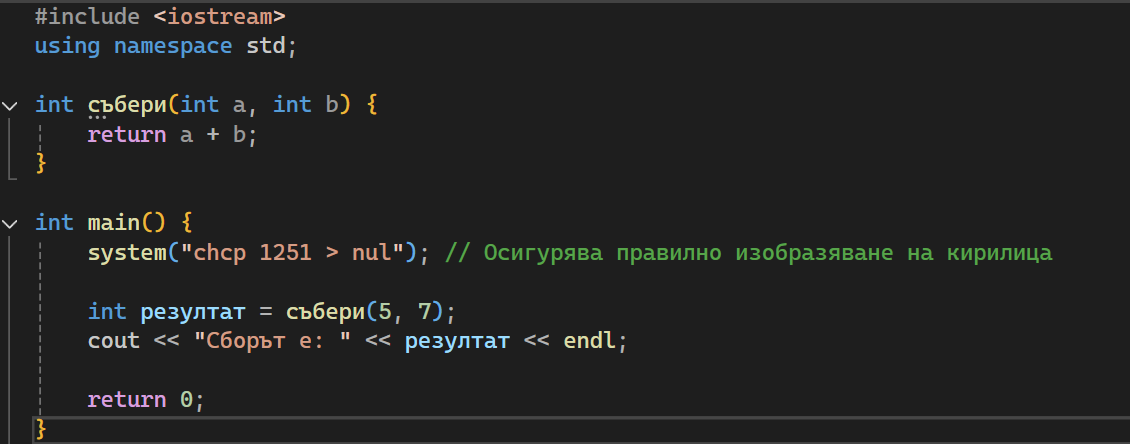 #include <iostream>
using namespace std;
int събери(int a, int b) {
return a + b;
}
int main() {
system("chcp 1251 > nul"); // Осигурява правилно изобразяване на кирилица
int резултат = събери(5, 7);
cout << "Сборът е: " << резултат << endl;
return 0;
}